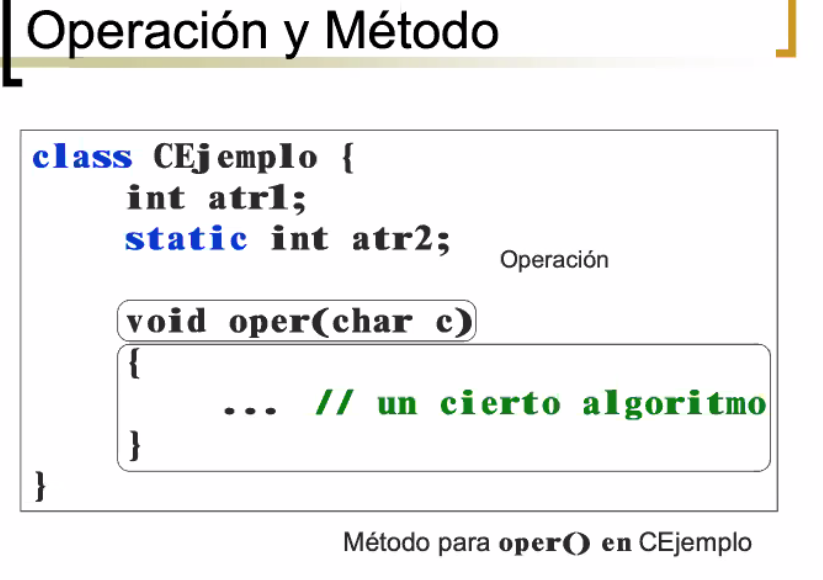 Operación y Método
class CEjemplo {
int atr1;
static int atr2;
Operación
void oper(char c)
{
... // un cierto algoritmo
}
}
Método para oper() en CEjemplo